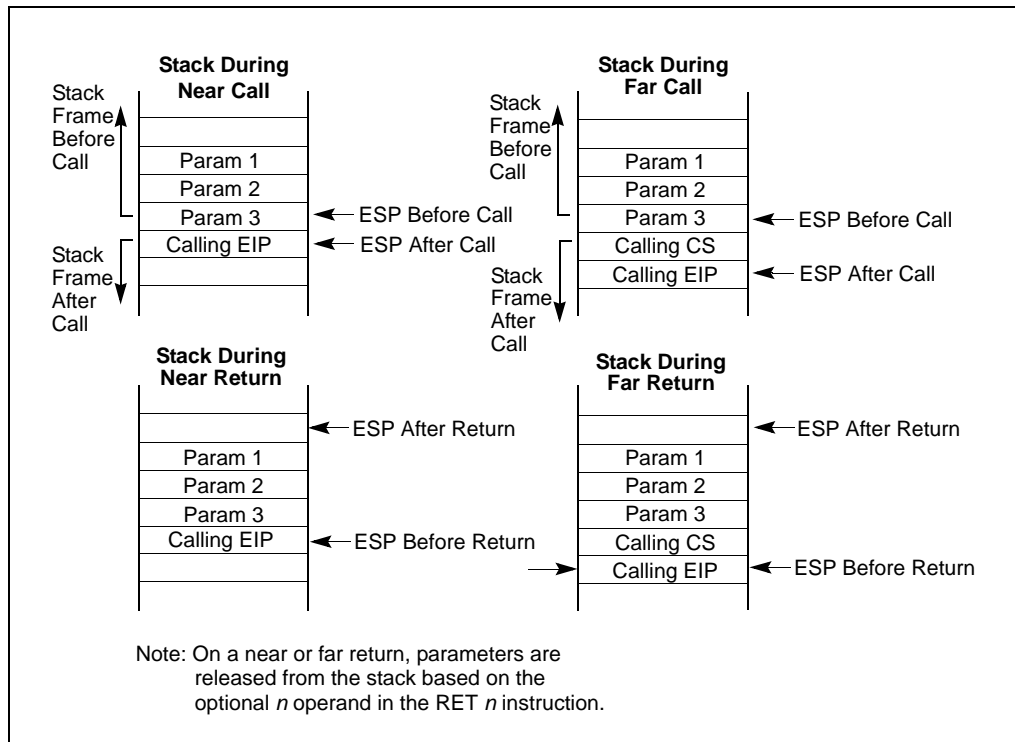 Stack During
Near Call
Stack
Frame
Before
Call
Param 1
Param 2
Param 3
ESP Before Call
Calling EIP
ESP After Call
Stack
Frame
After
Call
Stack During
Far Call
Stack
Frame
Before
Call
Param 1
Param 2
Param 3
ESP Before Call
Calling CS
Calling EIP
ESP After Call
Stack
Frame
After
Call
Stack During
Near Return
ESP After Return
Param 1
Param 2
Param 3
Calling EIP
ESP Before Return
Stack During
Far Return
ESP After Return
Param 1
Param 2
Param 3
Calling CS
Calling EIP
ESP Before Return
Note: On a near or far return, parameters are
released from the stack based on the
optional n operand in the RET n instruction.